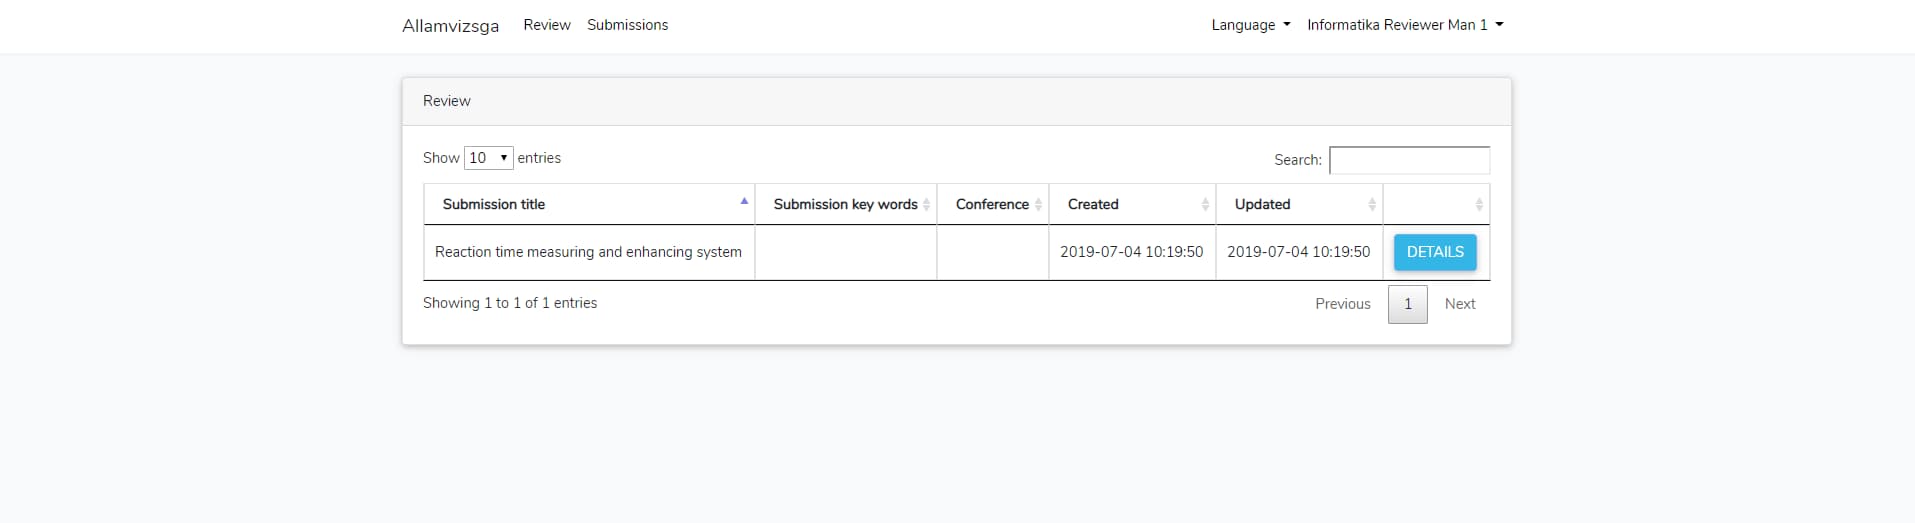 Allamvizsga Review Submissions Language Informatika Reviewer Man 1
Review
Show 10 entries Search:
Submission title Submission key words Conference Created Updated
Reaction time measuring and enhancing system 2019-07-04 10:19:50 2019-07-04 10:19:50 DETAILS
Showing 1 to 1 of 1 entries Previous 1 Next